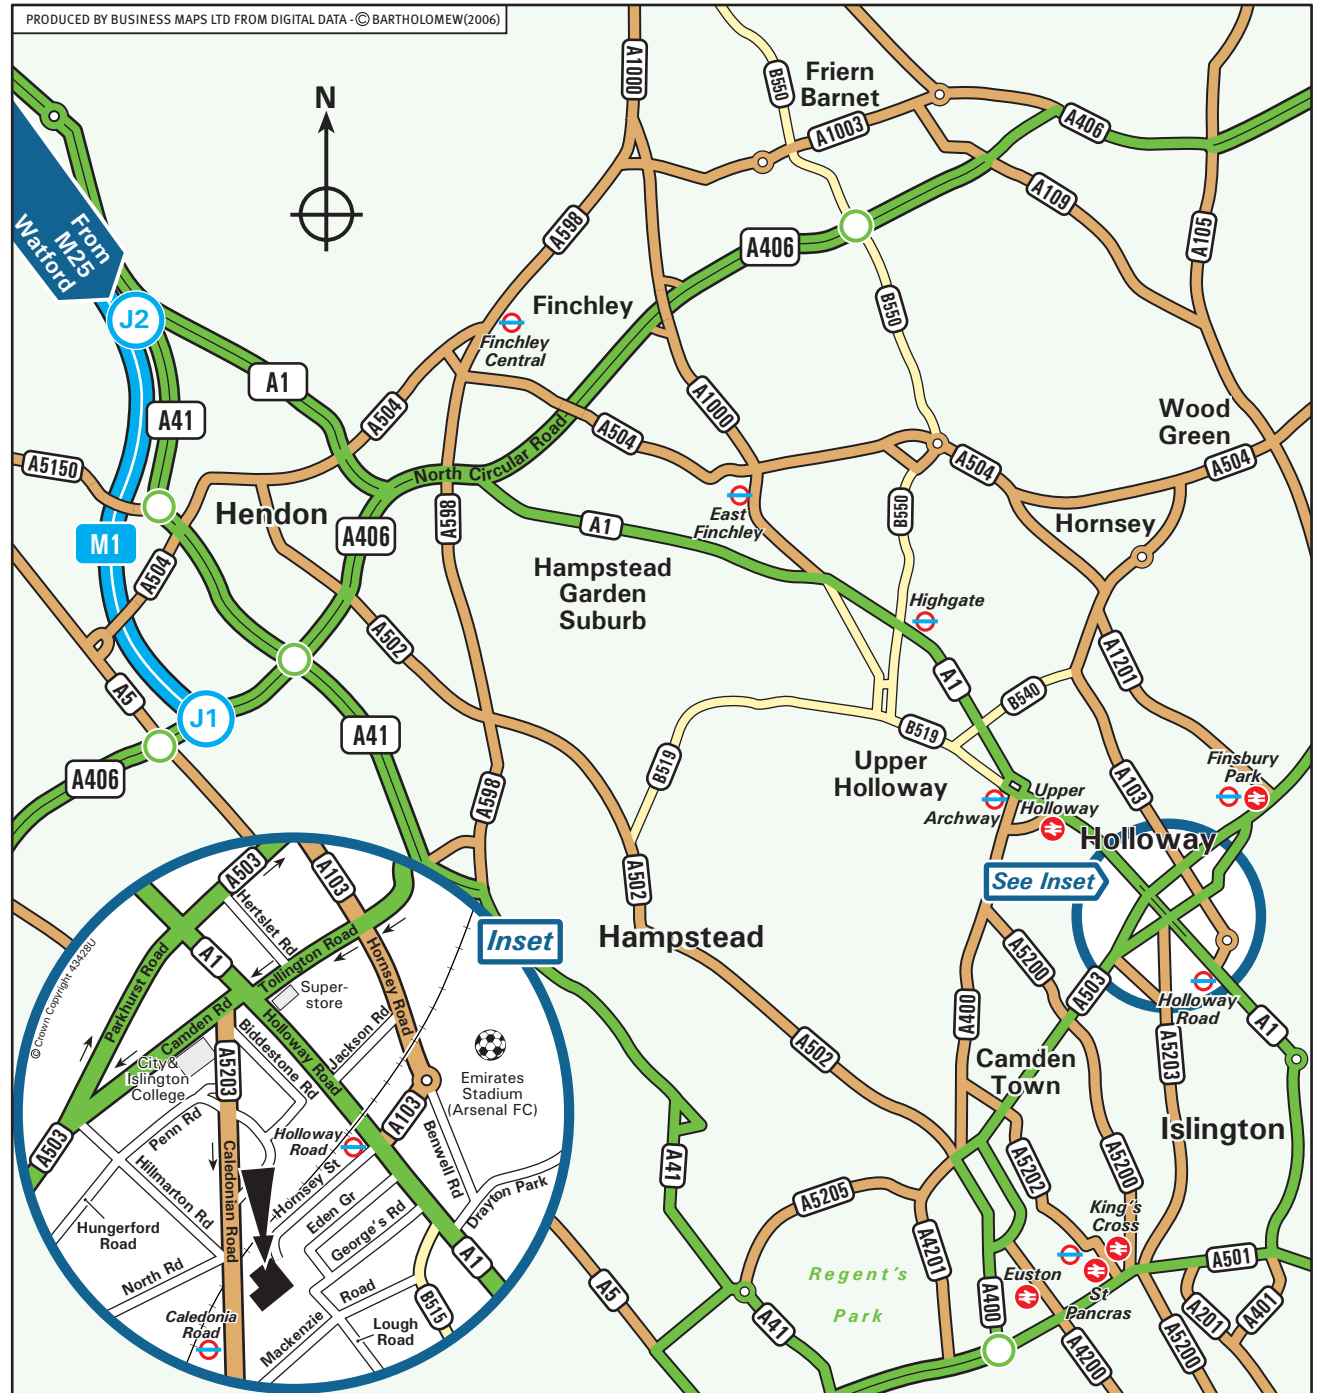 PRODUCED BY BUSINESS MAPS LTD FROM DIGITAL DATA - © BARTHOLOMEW(2006)
N
A1000
B550
Friern
Barnet
A1003
A406
A109
A105
From
M25
Watford
A598
A406
J2
Finchley
Finchley
Central
B550
A1
A41
A504
A1000
A504
North Circular Road
Wood
Green
A504
A504
A5150
Hendon
A598
East
Finchley
B550
Hornsey
A1
M1
A406
A504
Hampstead
Garden
Suburb
Highgate
A502
A1201
A1
B540
A5
J1
A41
B519
B519
Upper
Holloway
Finsbury
Park
A406
A598
A103
Archway
Upper
Holloway
Holloway
A502
See Inset
Inset
Hampstead
A5200
A503
A400
Holloway
Road
A1
A502
Camden
Town
A5203
Islington
A41
A5205
A5202
A5200
King's
Cross
A4201
A501
Regent's
Park
Euston
St
Pancras
A400
A201
A401
A5
A41
A4200
A5200
© Crown Copyright 43428U
A503
A103
Hertslet Rd
Parkhurst Road
A1
Tollington Road
Hornsey Road
Super-
store
Camden Rd
Holloway Road
Jackson Rd
Biddestone Rd
City&
Islington
College
A5203
Emirates
Stadium
(Arsenal FC)
Penn Rd
A103
A503
Holloway
Road
Benwell Rd
Hillmarton Rd
Caledonian Road
Hornsey St
Eden Gr
Drayton Park
Hungerford
Road
George's Rd
A1
North Rd
Road
B515
Caledonia
Road
Mackenzie
Lough
Road